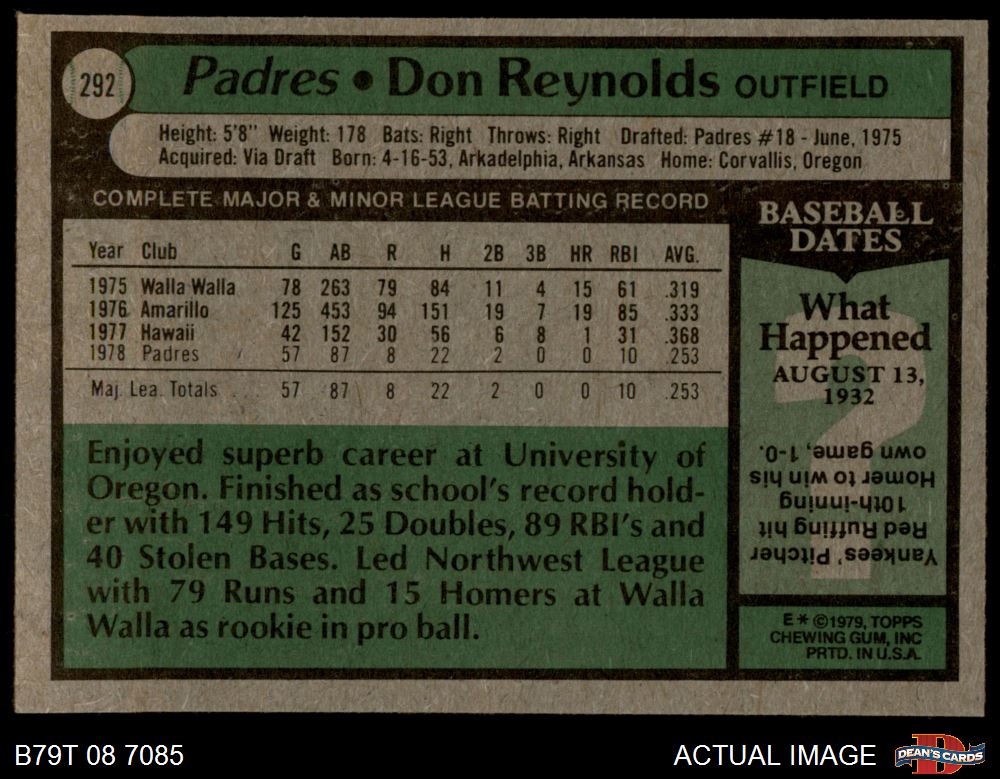 292
Padres • Don Reynolds OUTFIELD
Height: 5'8" Weight: 178 Bats: Right Throws: Right Drafted: Padres #18 - June, 1975
Acquired: Via Draft Born: 4-16-53, Arkadelphia, Arkansas Home: Corvallis, Oregon
COMPLETE MAJOR & MINOR LEAGUE BATTING RECORD
Year Club G AB R H 2B 3B HR RBI AVG.
1975 Walla Walla 78 263 79 84 11 4 15 61 .319
1976 Amarillo 125 453 94 151 19 7 19 85 .333
1977 Hawaii 42 152 30 56 6 8 1 31 .368
1978 Padres 57 87 8 22 2 0 0 10 .253
Maj. Lea. Totals 57 87 8 22 2 0 0 10 .253
Enjoyed superb career at University of
Oregon. Finished as school's record hold-
er with 149 Hits, 25 Doubles, 89 RBI's and
40 Stolen Bases. Led Northwest League
with 79 Runs and 15 Homers at Walla
Walla as rookie in pro ball.
BASEBALL
DATES
What
Happened
AUGUST 13,
1932
?
Yankees' Pitcher
Red Ruffing hit
10th-inning
Homer to win his
own game, 1-0.
E * ©1979, TOPPS
CHEWING GUM, INC
PRTD. IN U.S.A.
B79T 08 7085
ACTUAL IMAGE
DEAN'S CARDS